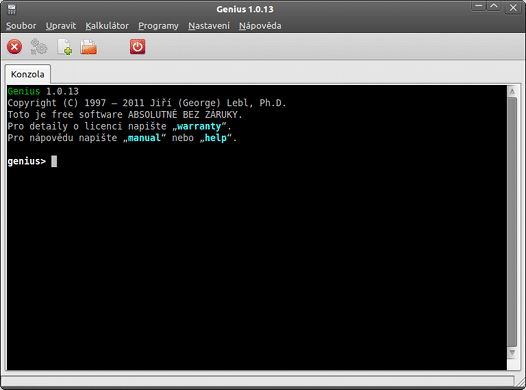 Genius 1.0.13
Soubor Upravit Kalkulátor Programy Nastavení Nápověda
Konzola
Genius 1.0.13
Copyright (C) 1997 – 2011 Jiří (George) Lebl, Ph.D.
Toto je free software ABSOLUTNĚ BEZ ZÁRUKY.
Pro detaily o licenci napište „warranty“.
Pro nápovědu napište „manual“ nebo „help“.
genius>